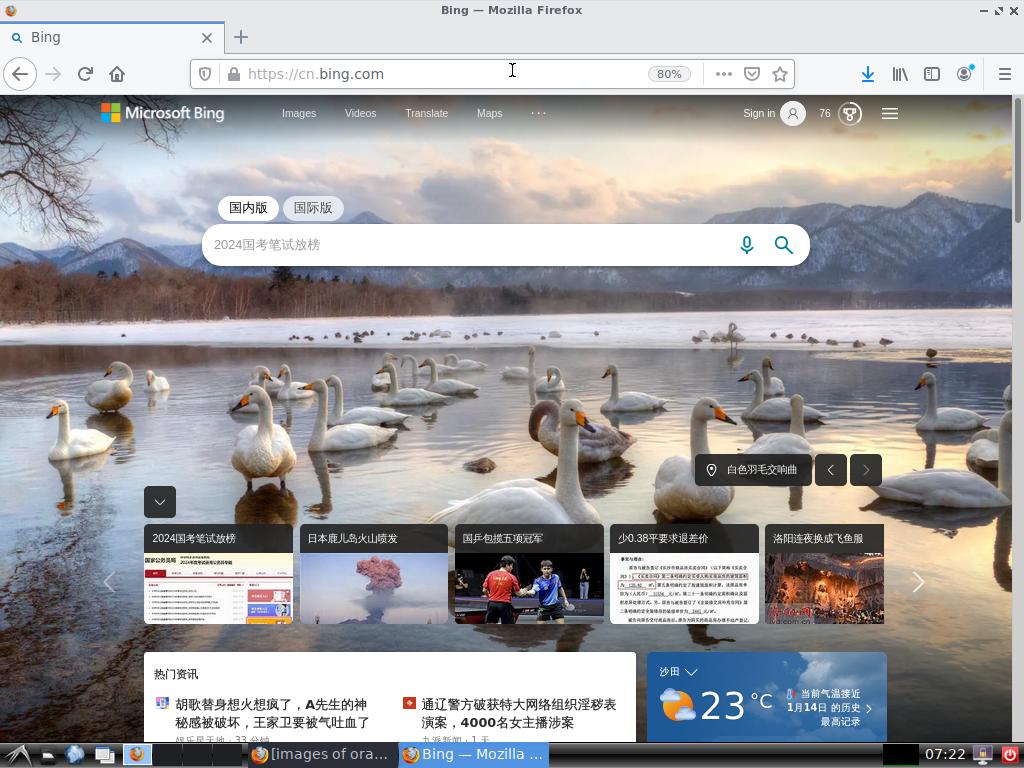 Bing — Mozilla Firefox
Bing
https://cn.bing.com
80%
Microsoft Bing
Images
Videos
Translate
Maps
Sign in
76
国内版
国际版
2024国考笔试放榜
白色羽毛交响曲
2024国考笔试放榜
日本鹿儿岛火山喷发
国乒包揽五项冠军
少0.38平要求退差价
洛阳连夜换成飞鱼服
热门资讯
胡歌替身想火想疯了，A先生的神
秘感被破坏，王家卫要被气吐血了
娱乐星天地 · 33 分钟
通辽警方破获特大网络组织淫秽表
演案，4000名女主播涉案
九派新闻 · 1 天
沙田
23 °C
当前气温接近
1月14日 的历史
最高记录
[images of ora...
Bing — Mozilla ...
07:22